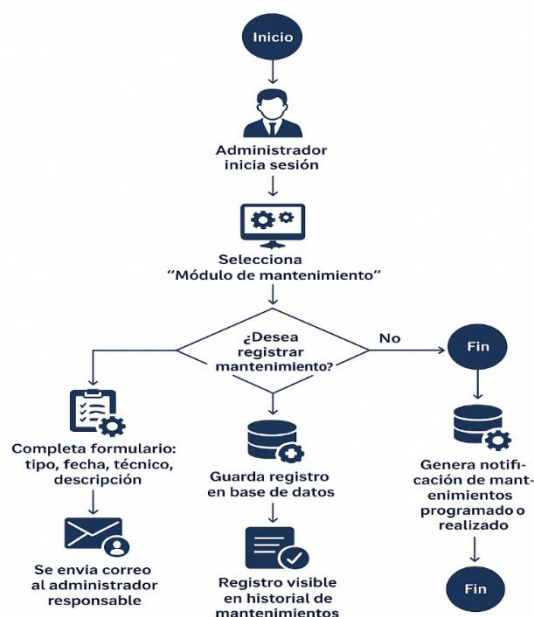 Inicio
Administrador
inicia sesión
Selecciona
“Módulo de mantenimiento”
¿Desea
registrar
mantenimiento?
No
Fin
Completa formulario:
tipo, fecha, técnico,
descripción
Guarda registro
en base de datos
Genera notifi-
cación de mant-
enimientos
programado o
realizado
Se envia correo
al administrador
responsable
Registro visible
en historial de
mantenimientos
Fin